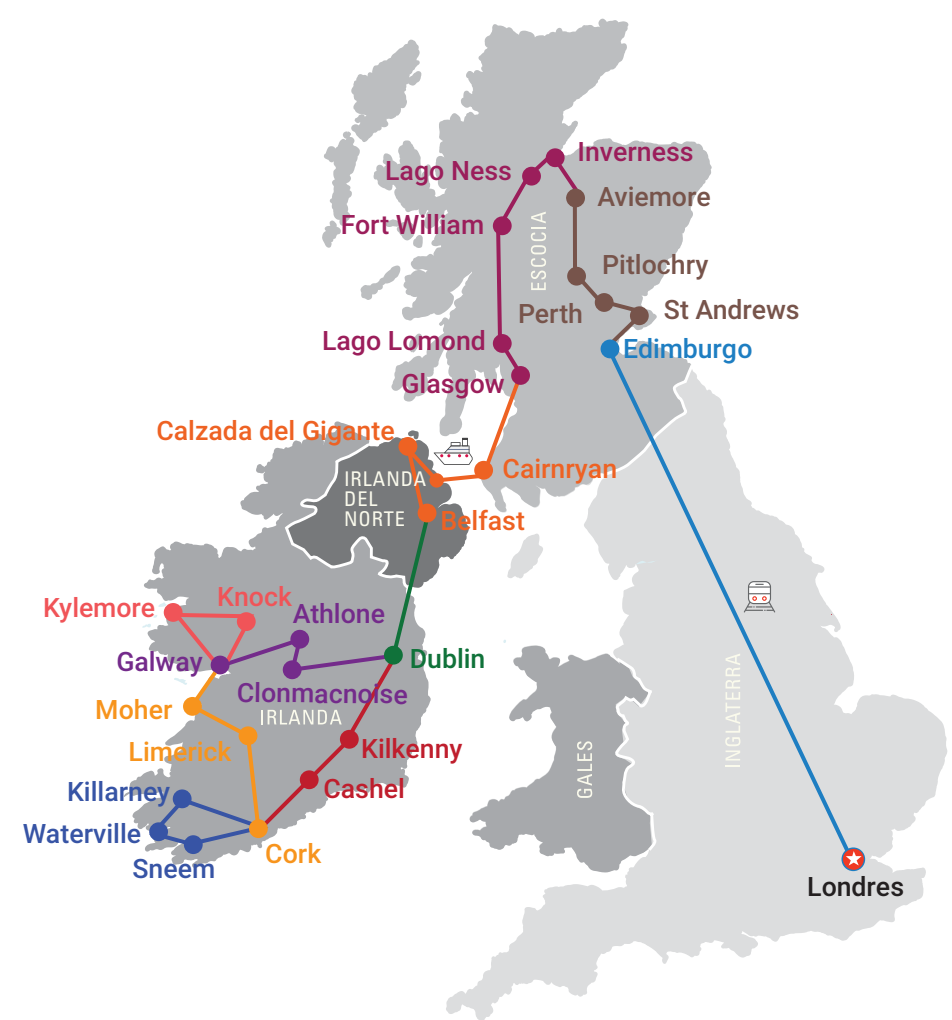 Inverness
Lago Ness
Aviemore
Fort William
ESCOCIA
Pitlochry
Perth
St Andrews
Lago Lomond
Edimburgo
Glasgow
Calzada del Gigante
Cairnryan
IRLANDA
DEL
NORTE
Belfast
Knock
Kylemore
Athlone
Galway
Dublin
Clonmacnoise
Moher
IRLANDA
INGLATERRA
Limerick
Kilkenny
GALES
Killarney
Cashel
Waterville
Cork
Sneem
Londres